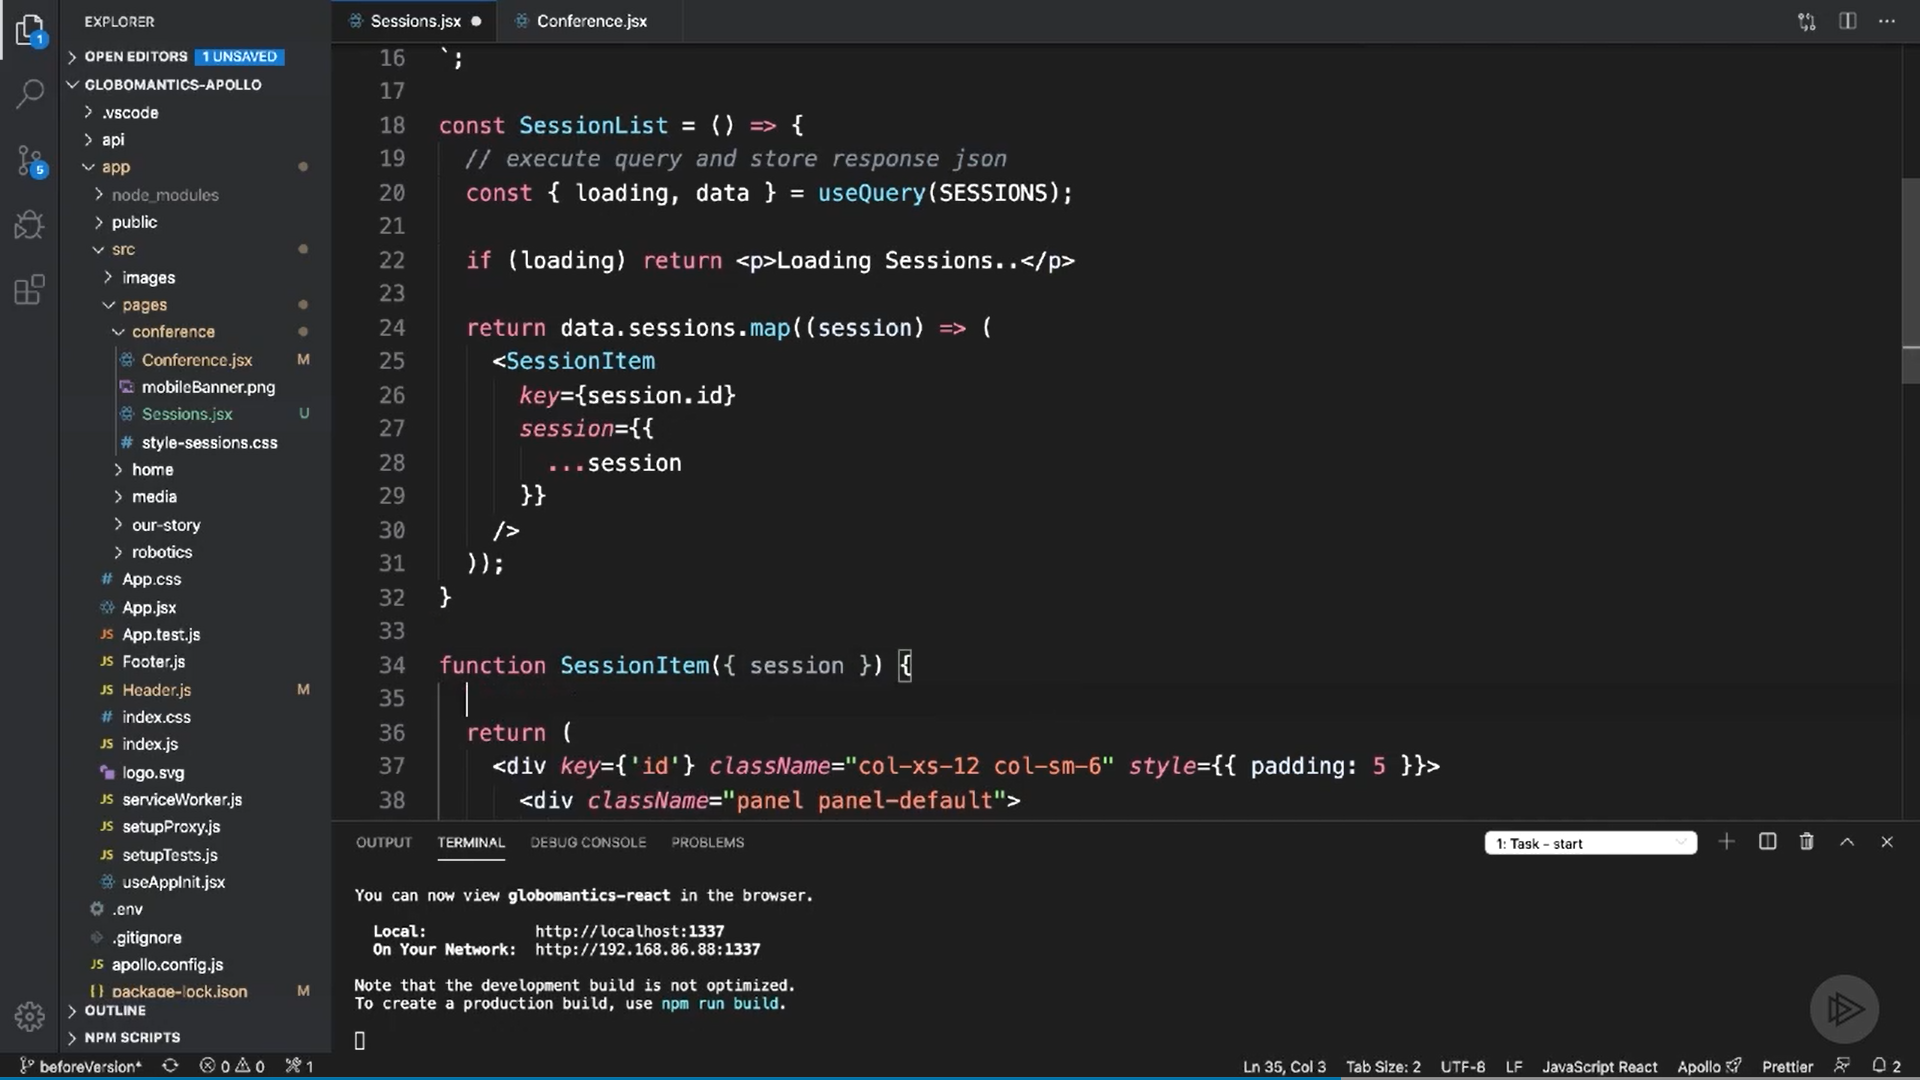 EXPLORER
OPEN EDITORS 1 UNSAVED
GLOBOMANTICS-APOLLO
.vscode
api
app
node_modules
public
src
images
pages
conference
Conference.jsx M
mobileBanner.png
Sessions.jsx U
# style-sessions.css
home
media
our-story
robotics
# App.css
App.jsx
JS App.test.js
JS Footer.js
JS Header.js M
# index.css
JS index.js
logo.svg
JS serviceWorker.js
JS setupProxy.js
JS setupTests.js
useAppInit.jsx
.env
.gitignore
JS apollo.config.js
{} package-lock.json M
OUTLINE
NPM SCRIPTS
1
5
Sessions.jsx
Conference.jsx
16 `;
17
18 const SessionList = () => {
19 // execute query and store response json
20 const { loading, data } = useQuery(SESSIONS);
21
22 if (loading) return <p>Loading Sessions..</p>
23
24 return data.sessions.map((session) => (
25 <SessionItem
26 key={session.id}
27 session={{
28 ...session
29 }}
30 />
31 ));
32 }
33
34 function SessionItem({ session }) {
35
36 return (
37 <div key={'id'} className="col-xs-12 col-sm-6" style={{ padding: 5 }}>
38 <div className="panel panel-default">
OUTPUT TERMINAL DEBUG CONSOLE PROBLEMS 1: Task - start
You can now view globomantics-react in the browser.
Local: http://localhost:1337
On Your Network: http://192.168.86.88:1337
Note that the development build is not optimized.
To create a production build, use npm run build.
beforeVersion* 0 0 1 Ln 35, Col 3 Tab Size: 2 UTF-8 LF JavaScript React Apollo Prettier 2